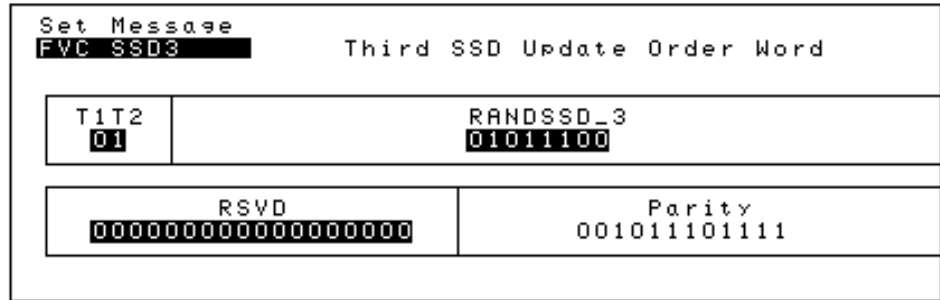 Set Message
FVC SSD3 Third SSD Update Order Word
T1T2 RANDSSD_3
01 01011100
RSVD Parity
000000000000000000 001011101111